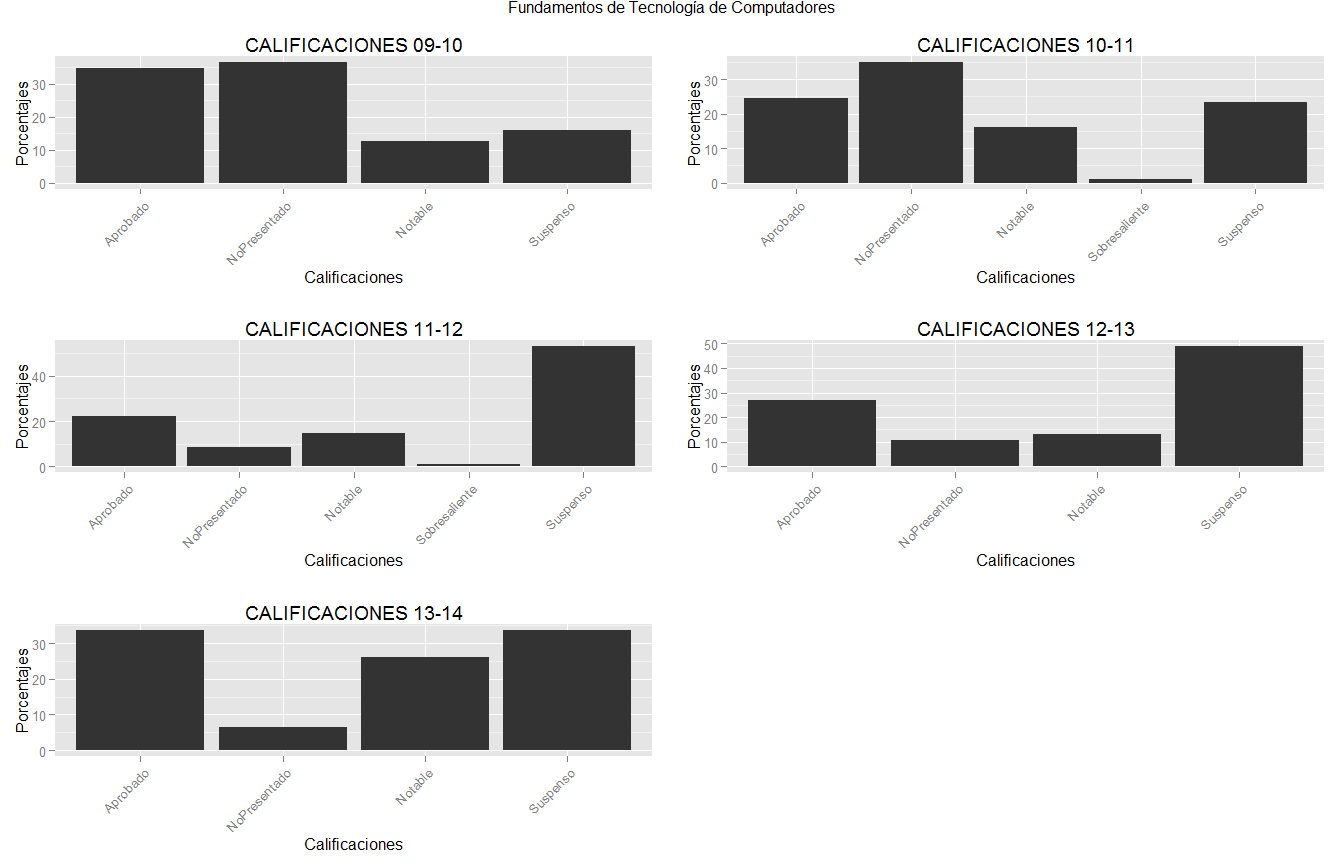 Fundamentos de Tecnología de Computadores
CALIFICACIONES 09-10
Porcentajes
30
20
10
0
Aprobado
NoPresentado
Notable
Suspenso
Calificaciones
CALIFICACIONES 10-11
Porcentajes
30
20
10
0
Aprobado
NoPresentado
Notable
Sobresaliente
Suspenso
Calificaciones
CALIFICACIONES 11-12
Porcentajes
40
20
0
Aprobado
NoPresentado
Notable
Sobresaliente
Suspenso
Calificaciones
CALIFICACIONES 12-13
Porcentajes
50
40
30
20
10
0
Aprobado
NoPresentado
Notable
Suspenso
Calificaciones
CALIFICACIONES 13-14
Porcentajes
30
20
10
0
Aprobado
NoPresentado
Notable
Suspenso
Calificaciones